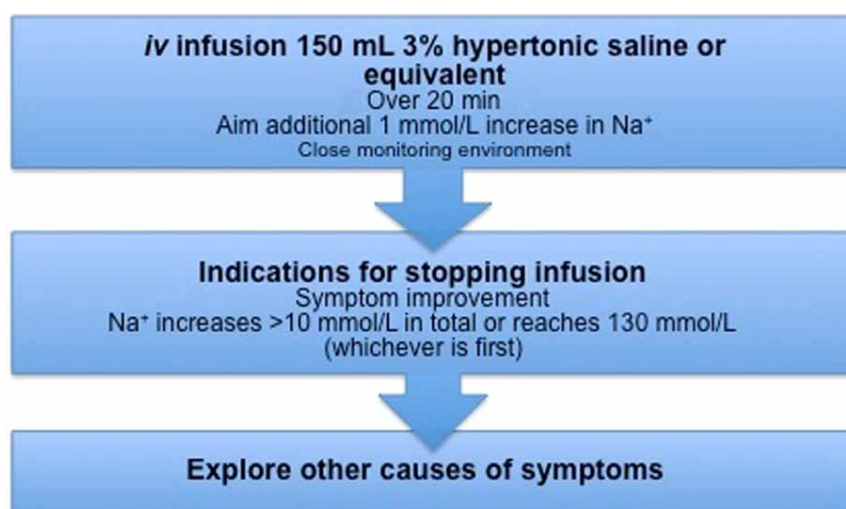 iv infusion 150 mL 3% hypertonic saline or
equivalent
Over 20 min
Aim additional 1 mmol/L increase in Na⁺
Close monitoring environment
Indications for stopping infusion
Symptom improvement
Na⁺ increases >10 mmol/L in total or reaches 130 mmol/L
(whichever is first)
Explore other causes of symptoms